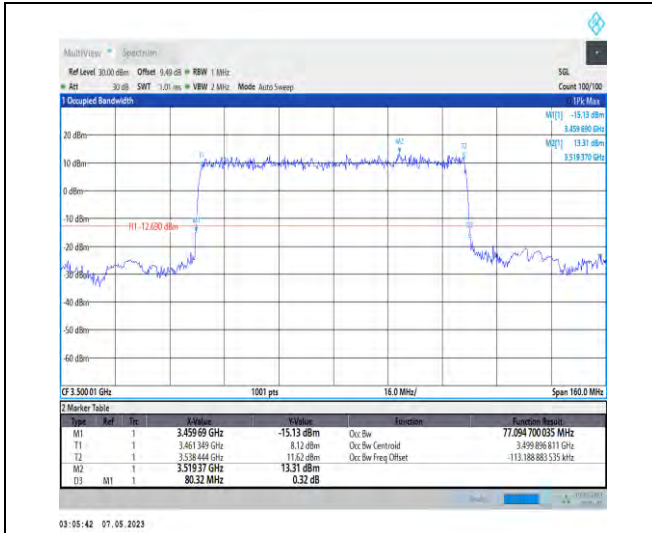 MultiView Spectrum
Ref Level 30.00 dBm Offset 9.49 dB RBW 1 MHz SGL
Att 30 dB SWT 1.01 ms VBW 2 MHz Mode Auto Sweep Count 100/100
1 Occupied Bandwidth 1Pk Max
M1[1] -15.13 dBm
3.459 690 GHz
M2[1] 13.31 dBm
3.519 370 GHz
20 dBm
M2
T1
T2
10 dBm
0 dBm
-10 dBm
H1 -12.690 dBm
-20 dBm
-30 dBm
-40 dBm
-50 dBm
-60 dBm
CF 3.500 01 GHz 1001 pts 16.0 MHz/ Span 160.0 MHz
2 Marker Table
Type Ref Trc X-Value Y-Value Function Function Result
M1 1 3.459 69 GHz -15.13 dBm Occ Bw 77.094 700 035 MHz
T1 1 3.461 349 GHz 8.12 dBm Occ Bw Centroid 3.499 896 811 GHz
T2 1 3.538 444 GHz 11.62 dBm Occ Bw Freq Offset -113.188 883 535 kHz
M2 1 3.519 37 GHz 13.31 dBm
D3 M1 1 80.32 MHz 0.32 dB
03:05:42 07.05.2023